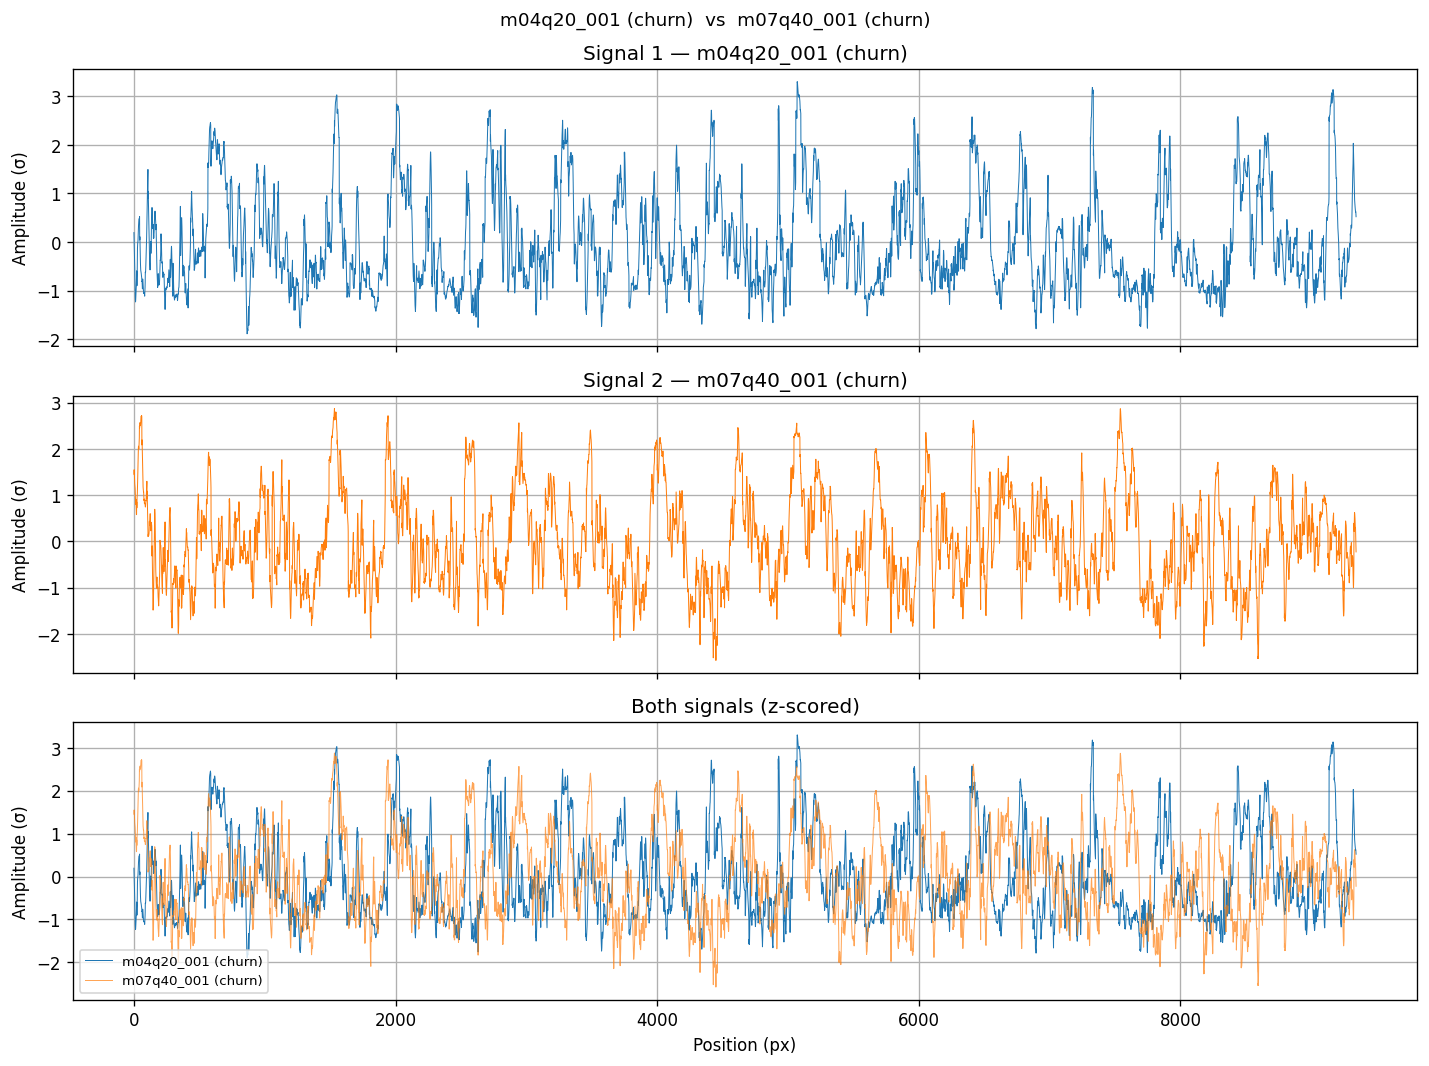 m04q20_001 (churn)  vs  m07q40_001 (churn)
Signal 1 — m04q20_001 (churn)
Amplitude (σ)
3
2
1
0
−1
−2
Signal 2 — m07q40_001 (churn)
Amplitude (σ)
3
2
1
0
−1
−2
Both signals (z-scored)
Amplitude (σ)
3
2
1
0
−1
−2
m04q20_001 (churn)
m07q40_001 (churn)
0 2000 4000 6000 8000
Position (px)